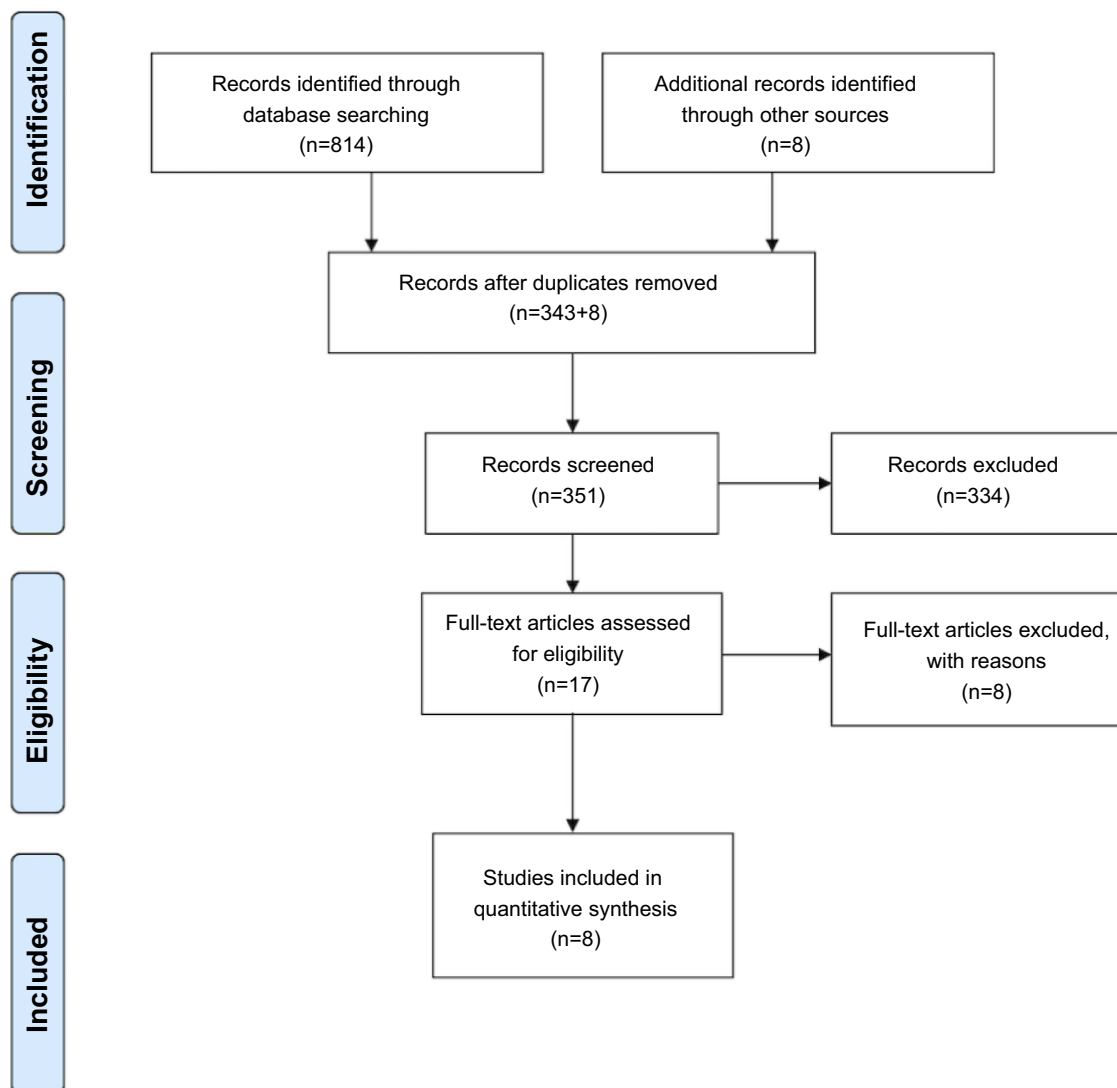 Identification
Records identified through
database searching
(n=814)
Additional records identified
through other sources
(n=8)
Records after duplicates removed
(n=343+8)
Screening
Records screened
(n=351)
Records excluded
(n=334)
Eligibility
Full-text articles assessed
for eligibility
(n=17)
Full-text articles excluded,
with reasons
(n=8)
Included
Studies included in
quantitative synthesis
(n=8)